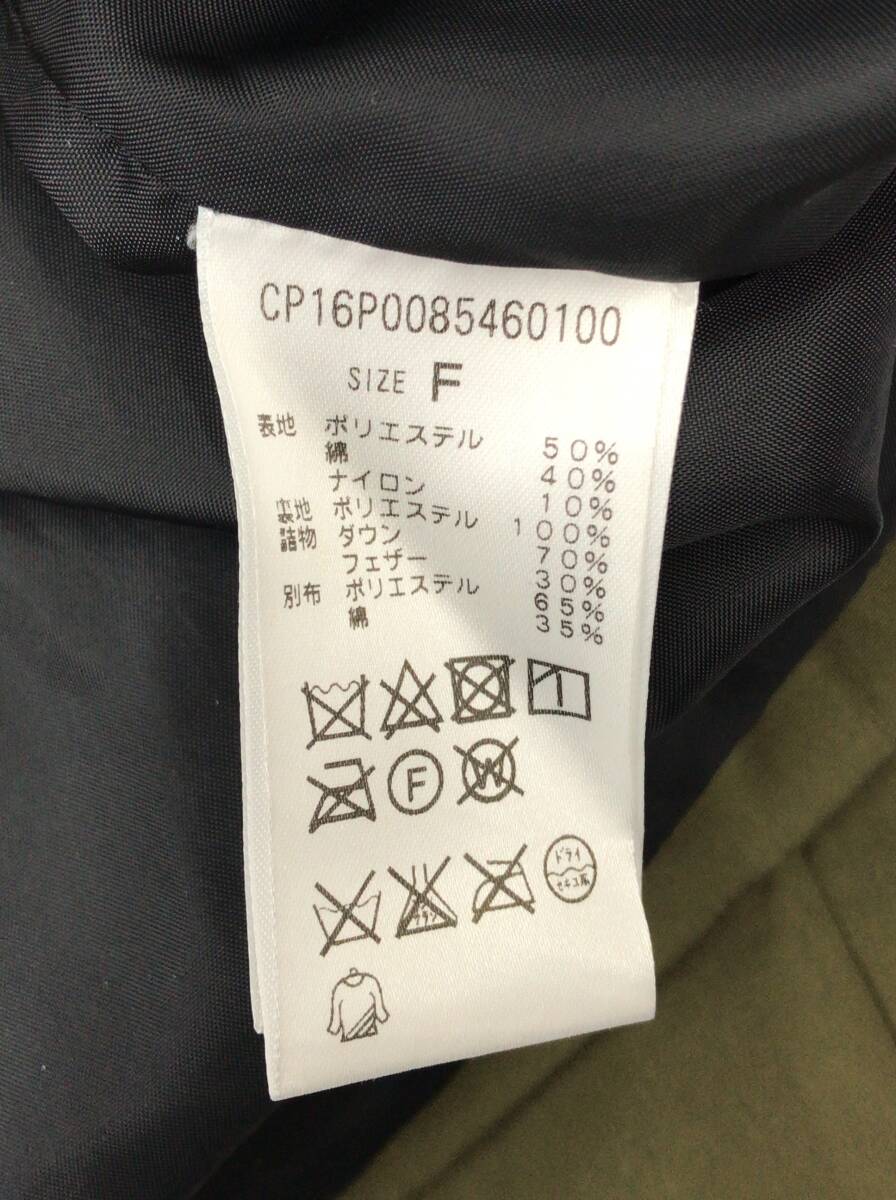 CP16P0085460100
SIZE F
表地 ポリエステル 50%
綿 40%
ナイロン 10%
裏地 ポリエステル 100%
詰物 ダウン 70%
フェザー 30%
別布 ポリエステル 65%
綿 35%
F W
ドライ
セキユ系